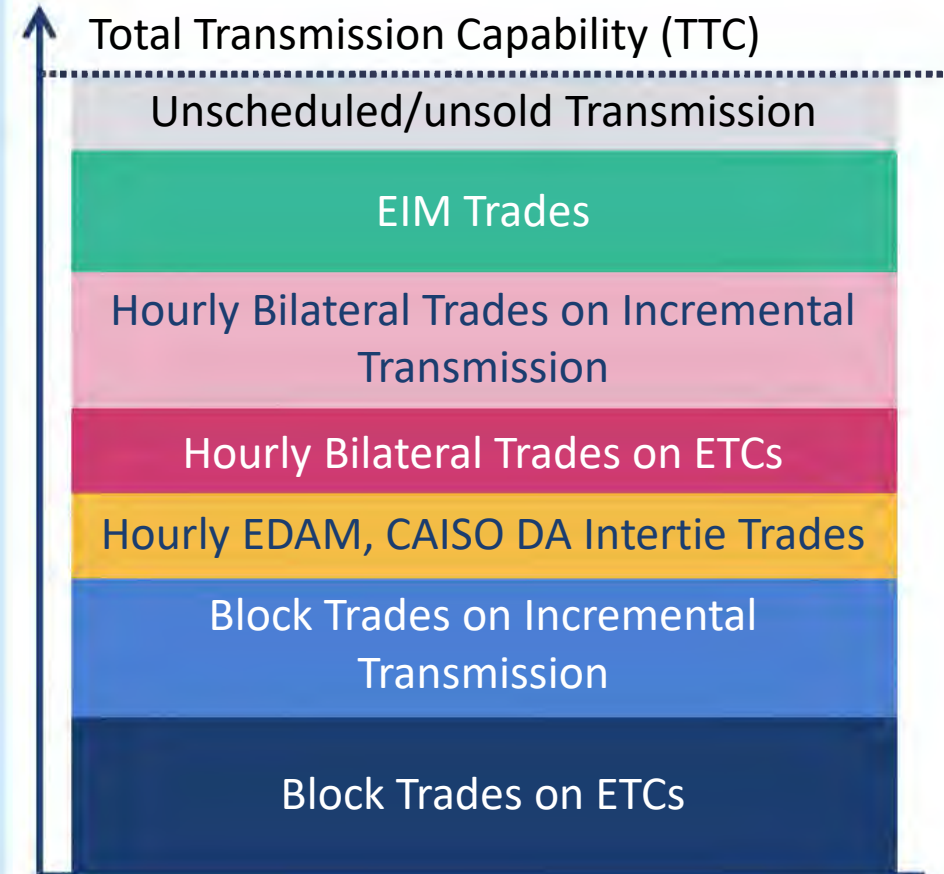 Total Transmission Capability (TTC)
Unscheduled/unsold Transmission
EIM Trades
Hourly Bilateral Trades on Incremental
Transmission
Hourly Bilateral Trades on ETCs
Hourly EDAM, CAISO DA Intertie Trades
Block Trades on Incremental
Transmission
Block Trades on ETCs